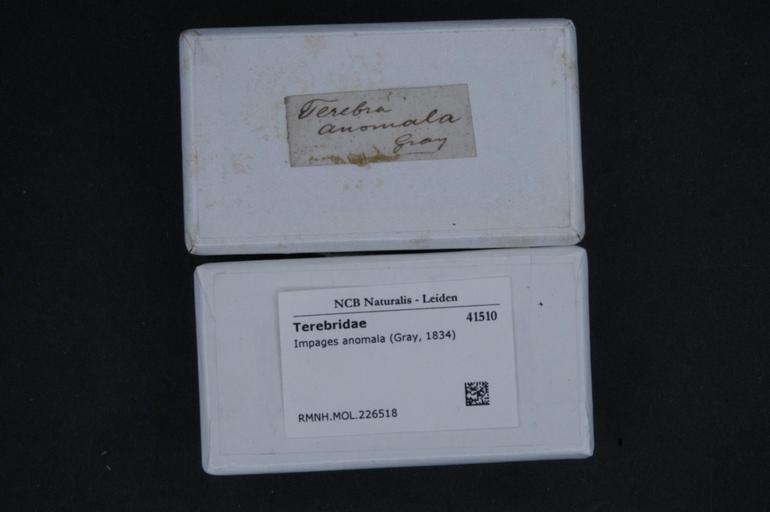 Terebra
anomala
Gray
NCB Naturalis - Leiden
Terebridae 41510
Impages anomala (Gray, 1834)
RMNH.MOL.226518